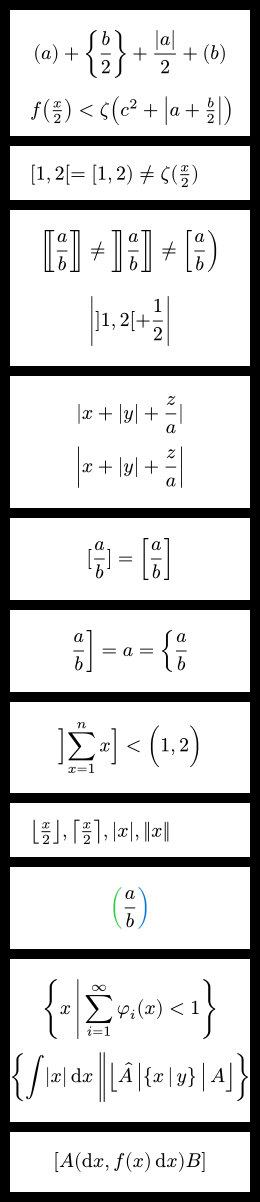 (a) + {b/2} + |a|/2 + (b)
f(x/2) < ζ(c² + |a + b/2|)
[1, 2[= [1, 2) ≠ ζ(x/2)
⟦a/b⟧ ≠ ⟧a/b⟧ ≠ [a/b)
|]1, 2[+1/2|
|x + |y| + z/a|
|x + |y| + z/a|
[a/b] = [a/b]
a/b] = a = {a/b
]∑_{x=1}^{n} x] < (1, 2)
⌊x/2⌋, ⌈x/2⌉, |x|, ‖x‖
(a/b)
{x | ∑_{i=1}^{∞} φ_i(x) < 1}
{∫|x| dx ‖ ⌊Â | {x | y} | A⌋}
[A(dx, f(x) dx)B]